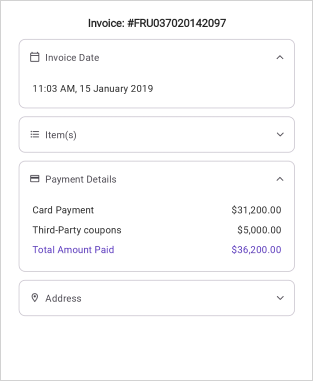 Invoice: #FRU037020142097
Invoice Date
11:03 AM, 15 January 2019
Item(s)
Payment Details
Card Payment $31,200.00
Third-Party coupons $5,000.00
Total Amount Paid $36,200.00
Address